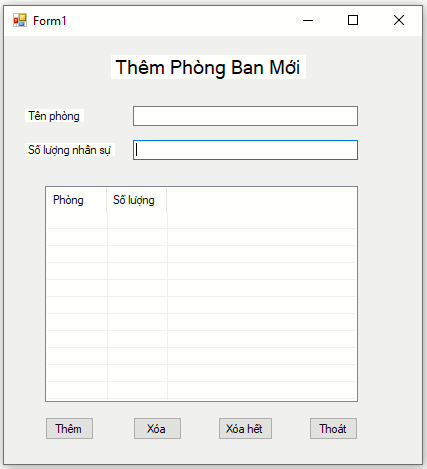 Form1
Thêm Phòng Ban Mới
Tên phòng
Số lượng nhân sự
Phòng Số lượng
Thêm Xóa Xóa hết Thoát